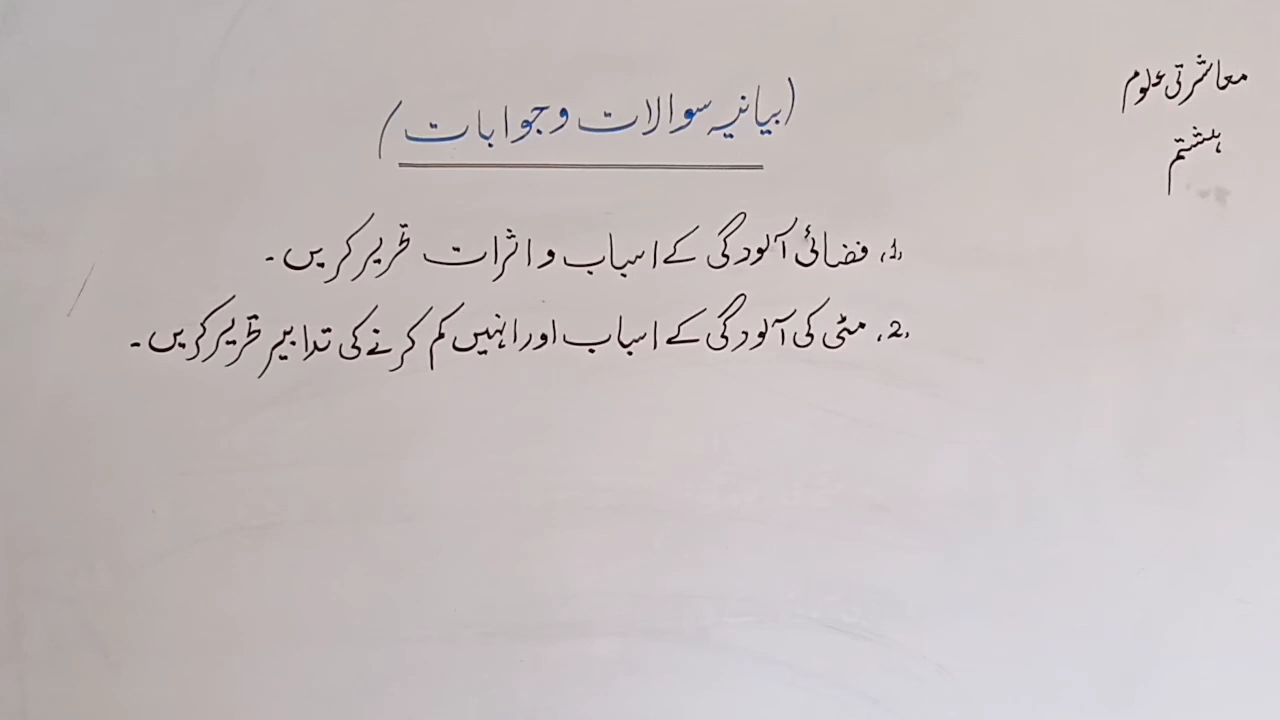 معاشرتی علوم
ہشتم
(بیانیہ سوالات و جوابات)
1، فضائی آلودگی کے اسباب و اثرات تحریر کریں۔
2، مٹی کی آلودگی کے اسباب اور انہیں کم کرنے کی تدابیر تحریر کریں۔